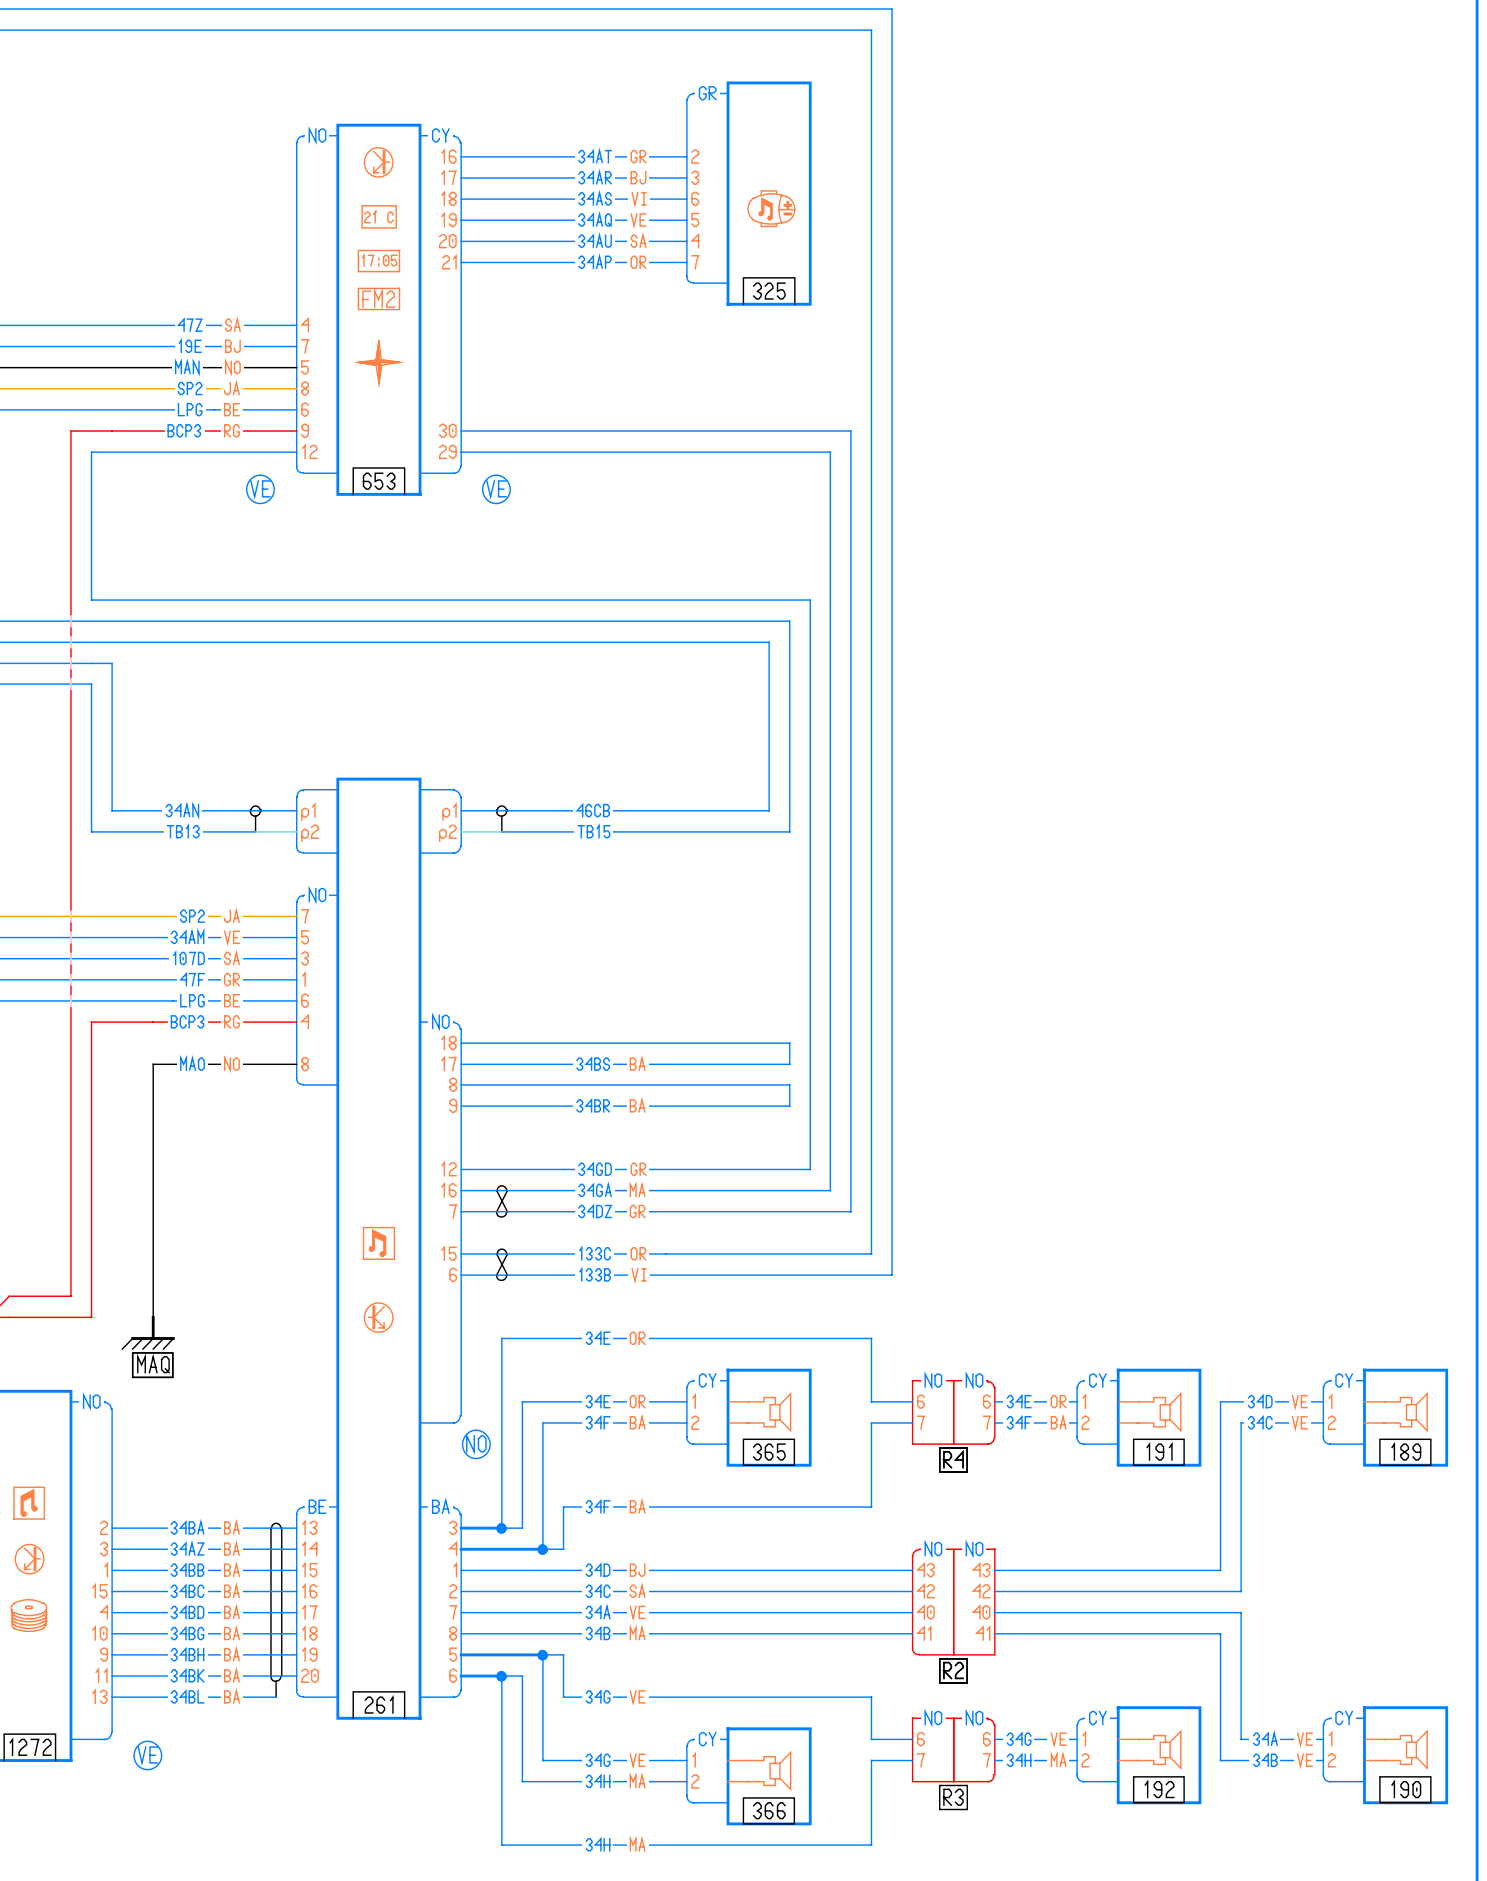 GR
NO CY
16 34AT GR 2
17 34AR BJ 3
18 34AS VI 6
21 C 19 34AQ VE 5
20 34AU SA 4
17:05 21 34AP OR 7
325
FM2
47Z SA 4
19E BJ 7
MAN NO 5
SP2 JA 8
LPG BE 6
BCP3 RG 9 30
12 29
653
VE VE
34AN p1 p1 46CB
TB13 p2 p2 TB15
NO
SP2 JA 7
34AM VE 5
107D SA 3
47F GR 1
LPG BE 6
BCP3 RG 4 NO
18
MAO NO 8 17 34BS BA
8
9 34BR BA
12 34GD GR
16 34GA MA
7 34DZ GR
15 133C OR
6 133B VI
34E OR
MAQ
CY NO NO CY CY
NO 34E OR 1 6 6 34E OR 1 34D VE 1
34F BA 2 7 7 34F BA 2 34C VE 2
NO 365 R4 191 189
BE BA 34F BA
2 34BA BA 13 3
3 34AZ BA 14 4 NO NO
1 34BB BA 15 1 34D BJ 43 43
15 34BC BA 16 2 34C SA 42 42
4 34BD BA 17 7 34A VE 40 40
10 34BG BA 18 8 34B MA 41 41
9 34BH BA 19 5
11 34BK BA 20 6 R2
13 34BL BA 34G VE
261
CY NO NO CY CY
1272 6 6 34G VE 1 34A VE 1
VE 34G VE 1 7 7 34H MA 2 34B VE 2
34H MA 2
366 R3 192 190
34H MA